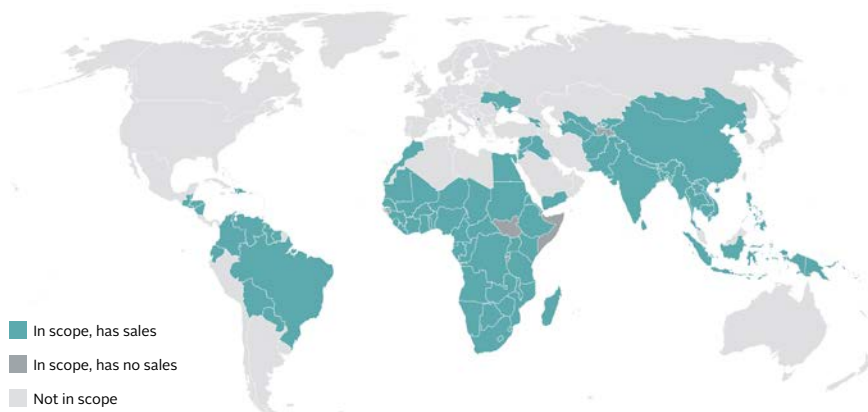 In scope, has sales
In scope, has no sales
Not in scope